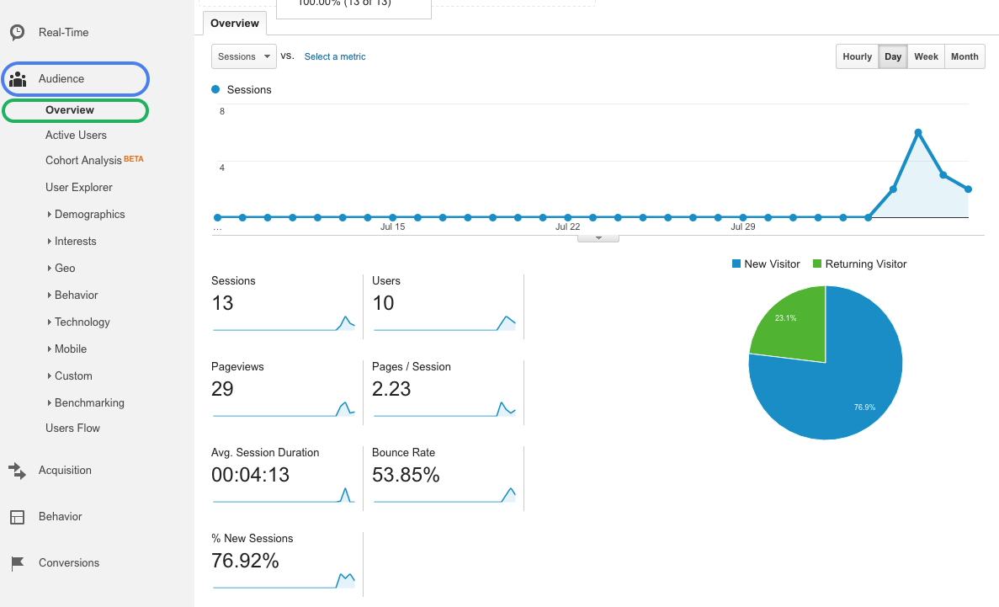 100.00% (13 of 13)
Real-Time
Audience
Overview
Active Users
Cohort Analysis BETA
User Explorer
Demographics
Interests
Geo
Behavior
Technology
Mobile
Custom
Benchmarking
Users Flow
Acquisition
Behavior
Conversions
Overview
Sessions vs. Select a metric
Hourly Day Week Month
Sessions
8
4
... Jul 15 Jul 22 Jul 29
New Visitor Returning Visitor
23.1%
76.9%
Sessions
13
Users
10
Pageviews
29
Pages / Session
2.23
Avg. Session Duration
00:04:13
Bounce Rate
53.85%
% New Sessions
76.92%